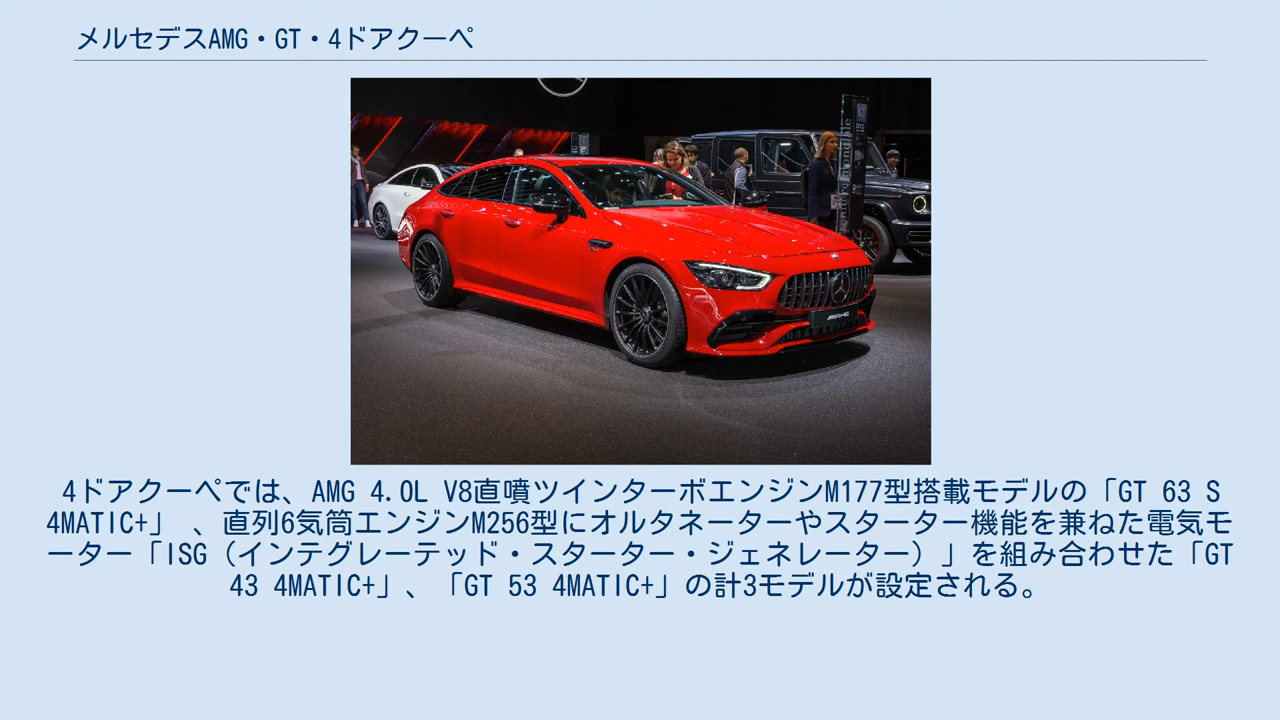 メルセデスAMG・GT・4ドアクーペ
AMG
4ドアクーペでは、AMG 4.0L V8直噴ツインターボエンジンM177型搭載モデルの「GT 63 S
4MATIC+」 、直列6気筒エンジンM256型にオルタネーターやスターター機能を兼ねた電気モ
ーター「ISG（インテグレーテッド・スターター・ジェネレーター）」を組み合わせた「GT
43 4MATIC+」、「GT 53 4MATIC+」の計3モデルが設定される。